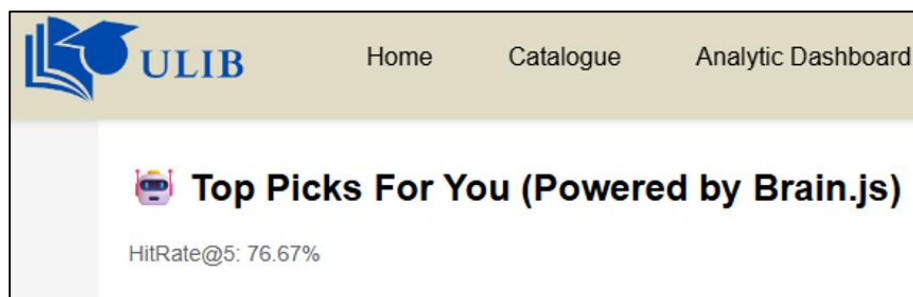 ULIB Home Catalogue Analytic Dashboard
Top Picks For You (Powered by Brain.js)
HitRate@5: 76.67%